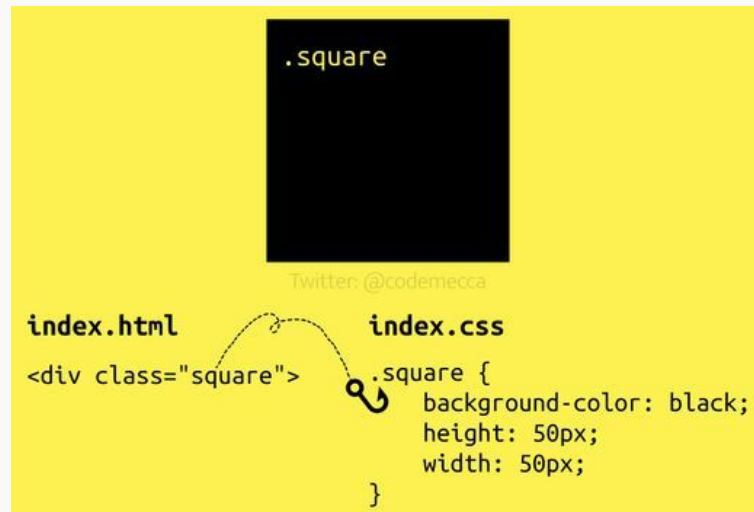 .square
Twitter: @codemecca
index.html
<div class="square">
index.css
.square {
background-color: black;
height: 50px;
width: 50px;
}